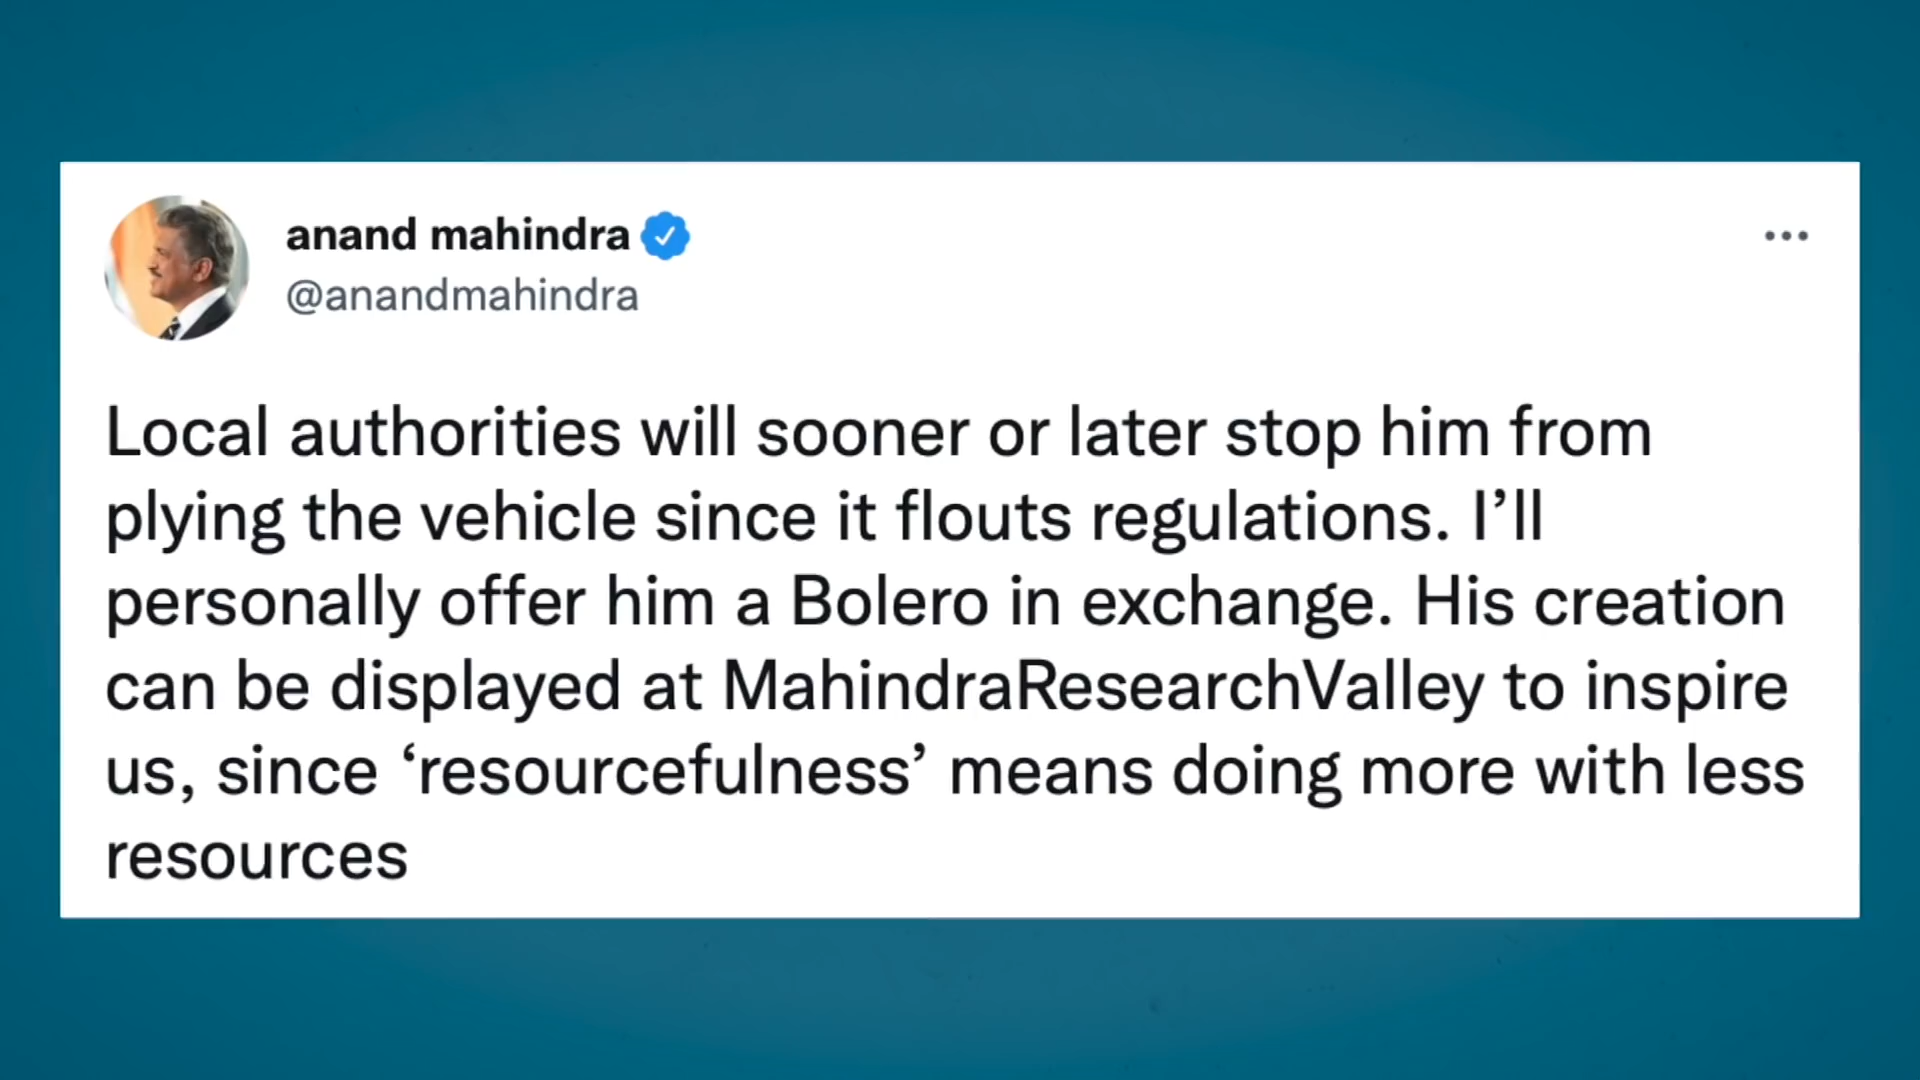 anand mahindra
@anandmahindra
Local authorities will sooner or later stop him from
plying the vehicle since it flouts regulations. I’ll
personally offer him a Bolero in exchange. His creation
can be displayed at MahindraResearchValley to inspire
us, since ‘resourcefulness’ means doing more with less
resources